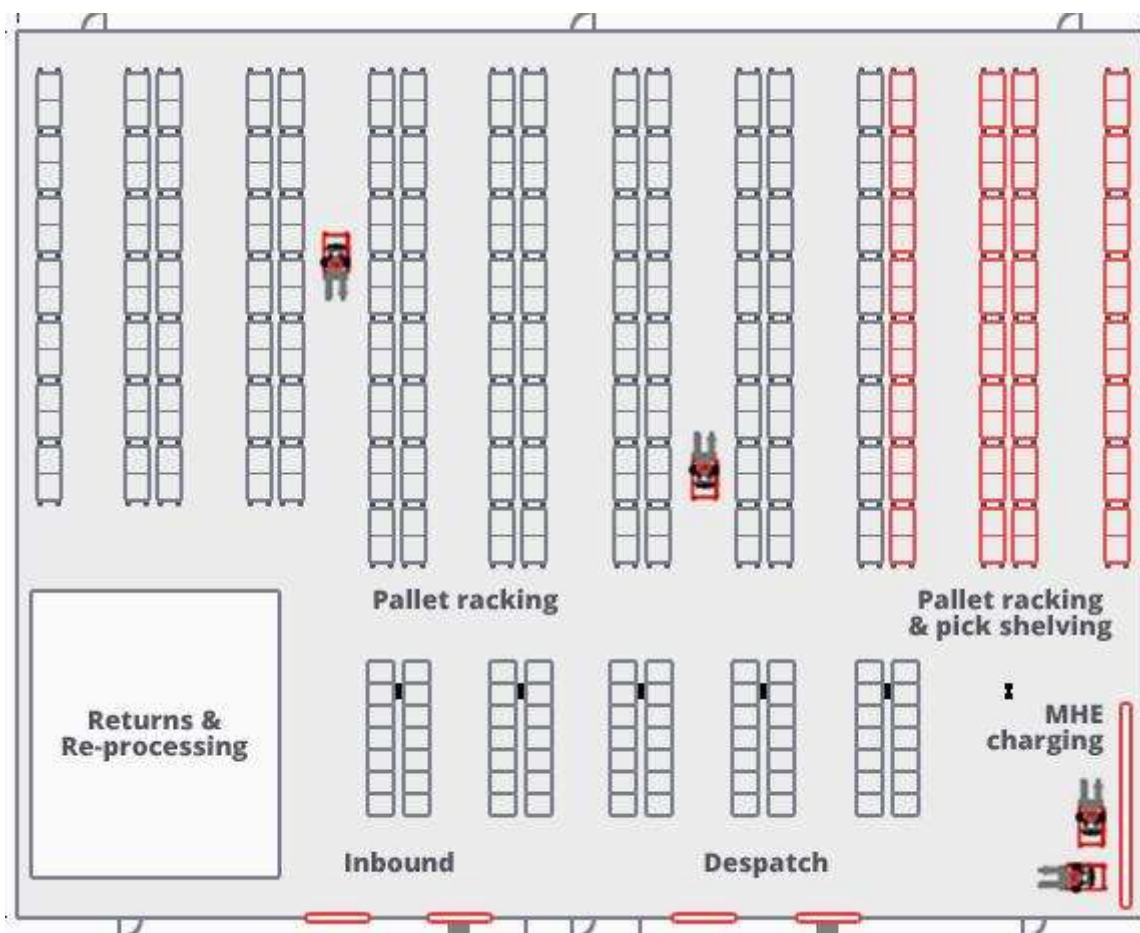 Pallet racking
Pallet racking
& pick shelving
Returns &
Re-processing
MHE
charging
Inbound
Despatch